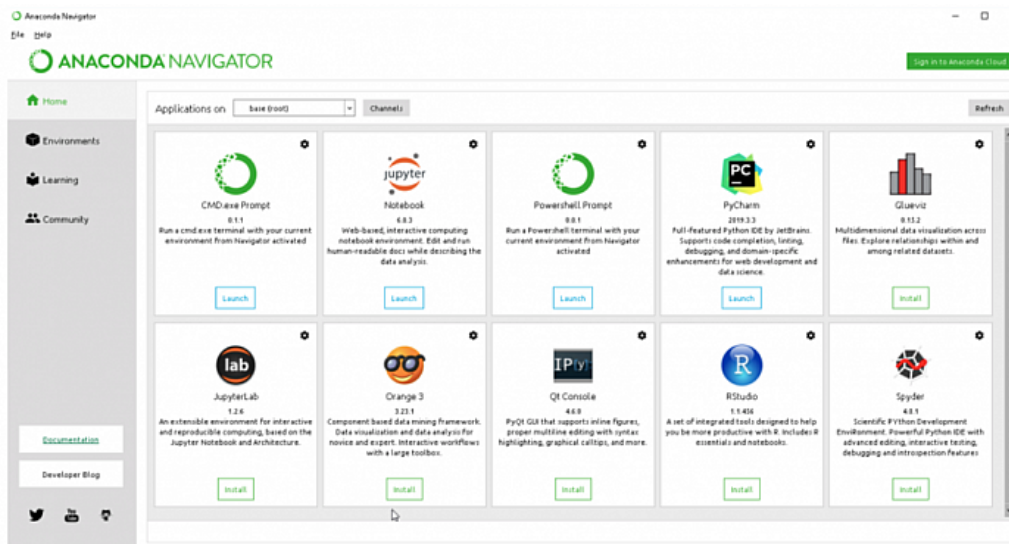 Anaconda Navigator
File Help
ANACONDA NAVIGATOR
Sign in to Anaconda Cloud
Home
Environments
Learning
Community
Documentation
Developer Blog
Applications on base (root) Channels
Refresh
CMD.exe Prompt
0.1.1
Run a cmd.exe terminal with your current
environment from Navigator activated
Launch
jupyter
Notebook
6.0.3
Web-based, interactive computing
notebook environment. Edit and run
human-readable docs while describing the
data analysis.
Launch
Powershell Prompt
0.0.1
Run a Powershell terminal with your
current environment from Navigator
activated
Launch
PC
PyCharm
2019.3.3
Full-featured Python IDE by JetBrains.
Supports code completion, linting,
debugging, and domain-specific
enhancements for web development and
data science.
Launch
Glueviz
0.15.2
Multidimensional data visualization across
files. Explore relationships within and
among related datasets.
Install
lab
JupyterLab
1.2.6
An extensible environment for interactive
and reproducible computing, based on the
Jupyter Notebook and Architecture.
Install
Orange 3
3.23.1
Component based data mining framework.
Data visualization and data analysis for
novice and expert. Interactive workflows
with a large toolbox.
Install
IP[y]:
Qt Console
4.6.0
PyQt GUI that supports inline figures,
proper multiline editing with syntax
highlighting, graphical calltips, and more.
Install
R
RStudio
1.1.456
A set of integrated tools designed to help
you be more productive with R. Includes R
essentials and notebooks.
Install
Spyder
4.0.1
Scientific PYthon Development
EnviRonment. Powerful Python IDE with
advanced editing, interactive testing,
debugging and introspection features
Install